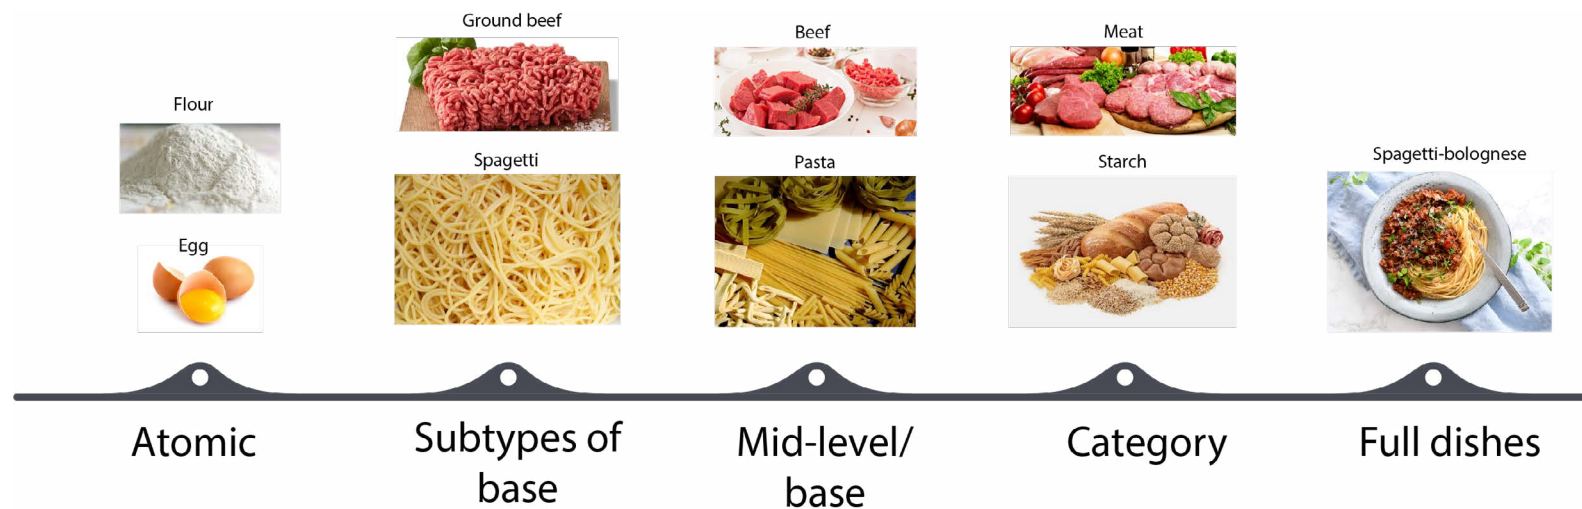 Flour
Egg
Ground beef
Spagetti
Beef
Pasta
Meat
Starch
Spagetti-bolognese
Atomic
Subtypes of
base
Mid-level/
base
Category
Full dishes